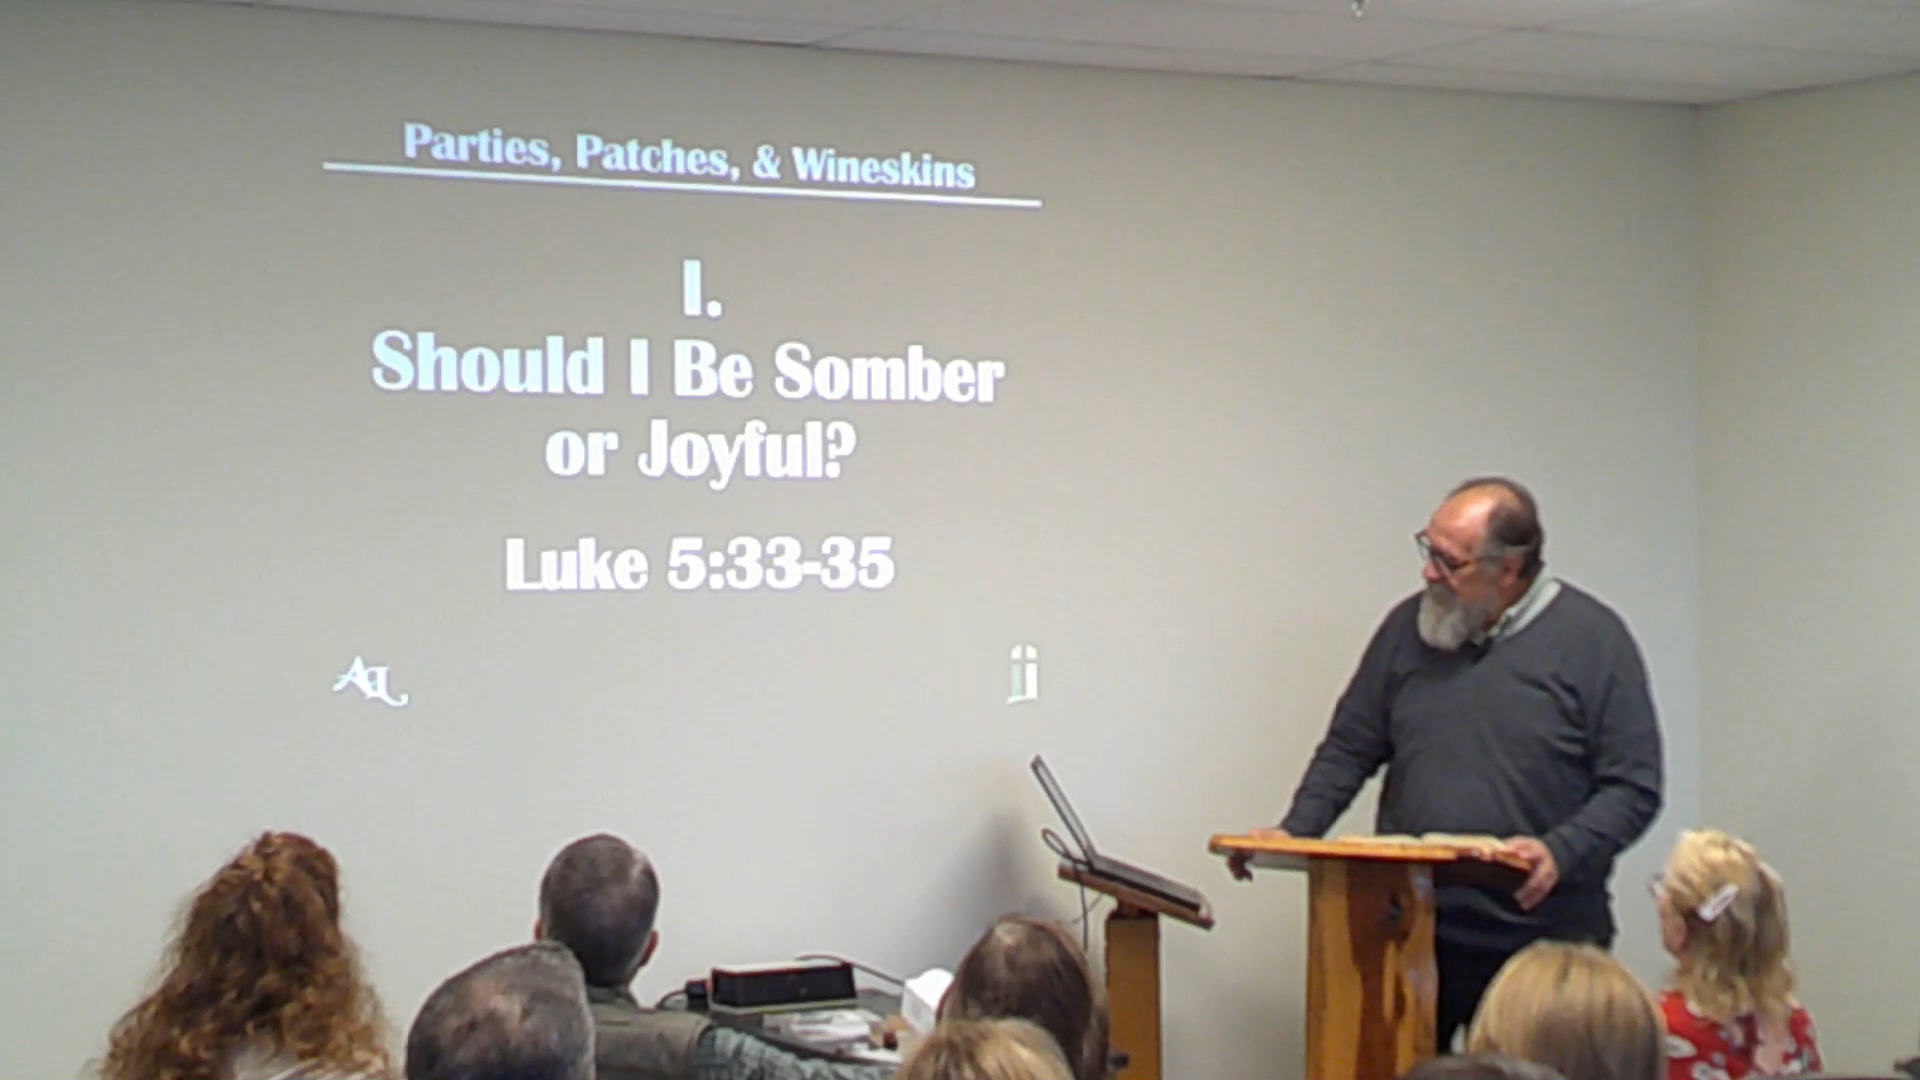 Parties, Patches, & Wineskins
I.
Should I Be Somber
or Joyful?
Luke 5:33-35